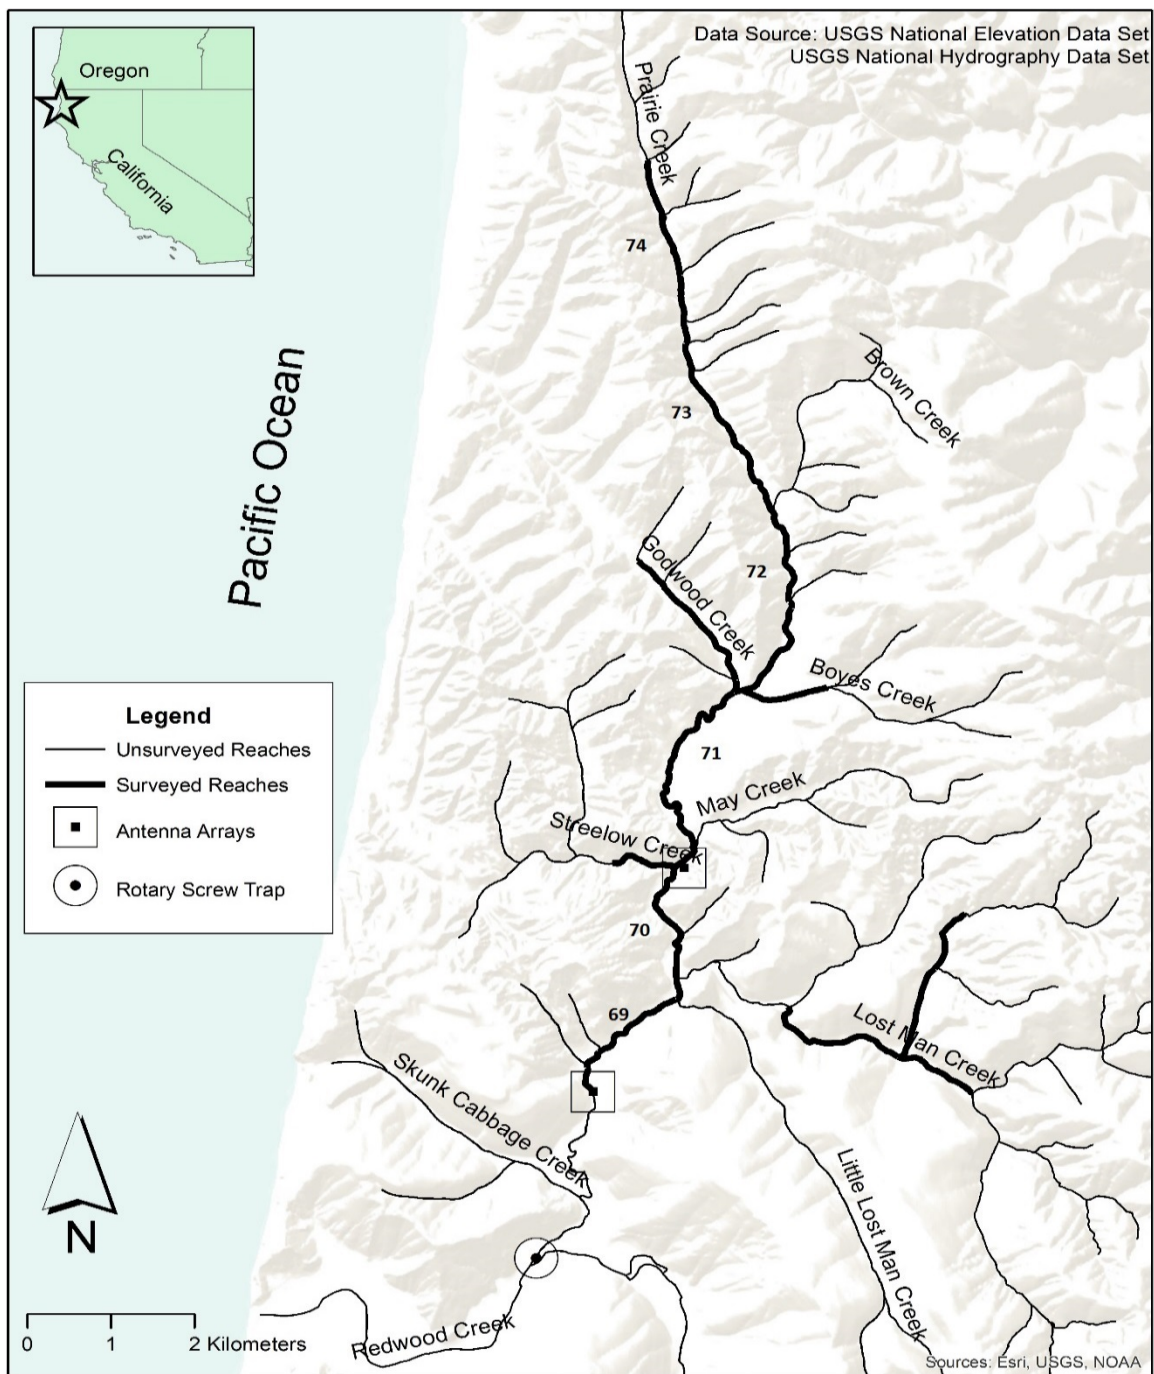 Data Source: USGS National Elevation Data Set
USGS National Hydrography Data Set
Oregon
California
Prairie Creek
74
Brown Creek
73
Pacific Ocean
Godwood Creek
72
Boyes Creek
71
May Creek
Streelow Creek
70
Legend
Unsurveyed Reaches
Surveyed Reaches
Antenna Arrays
Rotary Screw Trap
69
Lost Man Creek
Skunk Cabbage Creek
Little Lost Man Creek
N
0 1 2 Kilometers
Redwood Creek
Sources: Esri, USGS, NOAA